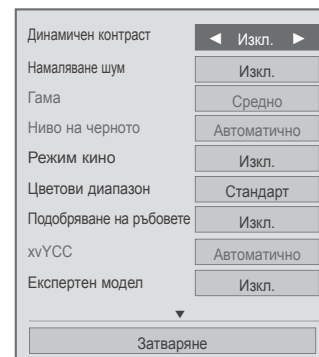 Динамичен контраст ◄ Изкл. ►
Намаляване шум Изкл.
Гама Средно
Ниво на черното Автоматично
Режим кино Изкл.
Цветови диапазон Стандарт
Подобряване на ръбовете Изкл.
xvYCC Автоматично
Експертен модел Изкл.
▼
Затваряне